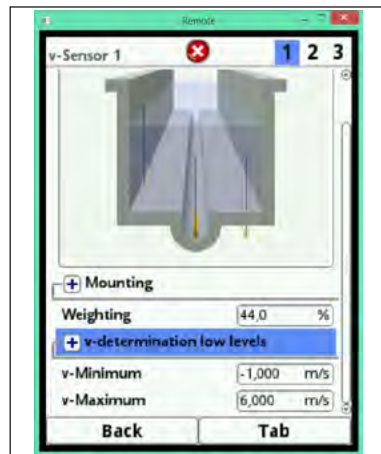 Remote
v-Sensor 1 1 2 3
Mounting
Weighting 44,0 %
v-determination low levels
v-Minimum -1,000 m/s
v-Maximum 6,000 m/s
Back Tab